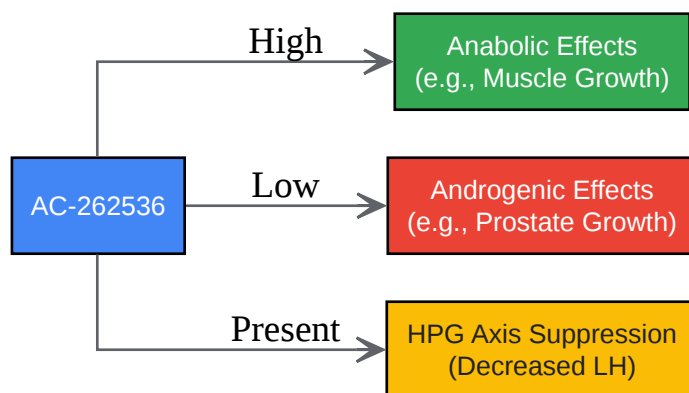 High
Anabolic Effects
(e.g., Muscle Growth)
AC-262536
Low
Androgenic Effects
(e.g., Prostate Growth)
Present
HPG Axis Suppression
(Decreased LH)